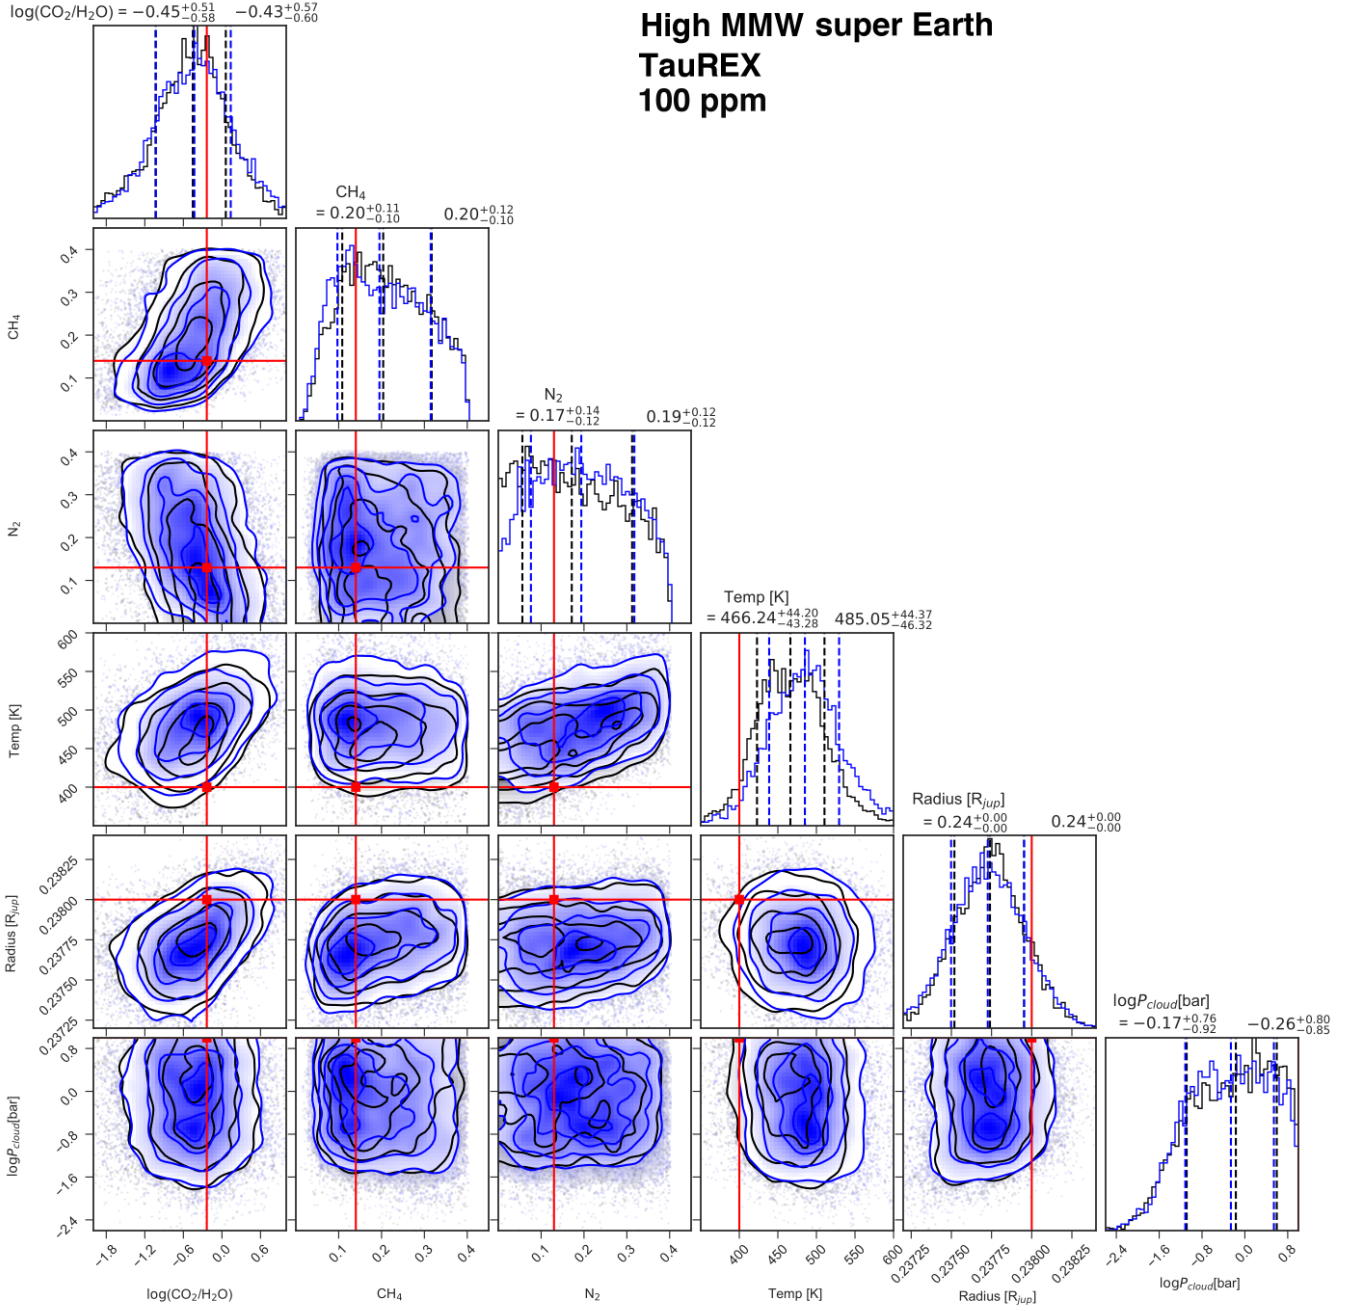 log(CO₂/H₂O) = −0.45+0.51−0.58 −0.43+0.57−0.60
High MMW super Earth
TauREX
100 ppm
CH₄
= 0.20+0.11−0.10 0.20+0.12−0.10
0.4
0.3
0.2
0.1
CH₄
N₂
= 0.17+0.14−0.12 0.19+0.12−0.12
0.4
0.3
0.2
0.1
N₂
Temp [K]
= 466.24+44.20−43.28 485.05+44.37−46.32
600
550
500
450
400
Temp [K]
Radius [Rjup]
= 0.24+0.00−0.00 0.24+0.00−0.00
0.23825
0.23800
0.23775
0.23750
0.23725
Radius [Rjup]
logPcloud[bar]
= −0.17+0.76−0.92 −0.26+0.80−0.85
0.8
0.0
−0.8
−1.6
−2.4
logPcloud[bar]
−1.8 −1.2 −0.6 0.0 0.6
0.1 0.2 0.3 0.4
0.1 0.2 0.3 0.4
400 450 500 550 600
0.23725 0.23750 0.23775 0.23800 0.23825
−2.4 −1.6 −0.8 0.0 0.8
log(CO₂/H₂O) CH₄ N₂ Temp [K] Radius [Rjup] logPcloud[bar]